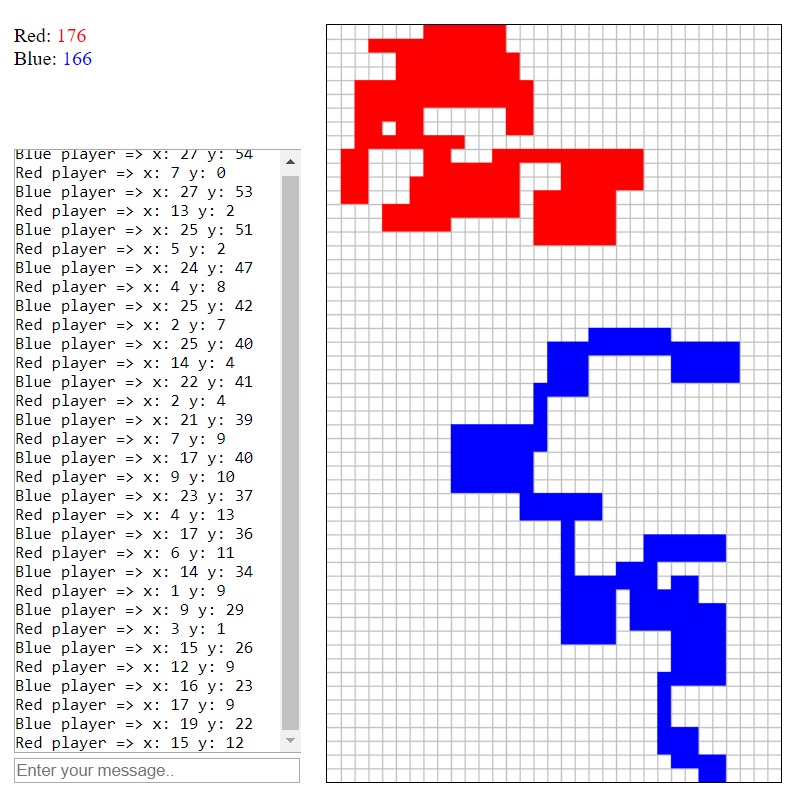 Red: 176
Blue: 166
Blue player => x: 27 y: 54
Red player => x: 7 y: 0
Blue player => x: 27 y: 53
Red player => x: 13 y: 2
Blue player => x: 25 y: 51
Red player => x: 5 y: 2
Blue player => x: 24 y: 47
Red player => x: 4 y: 8
Blue player => x: 25 y: 42
Red player => x: 2 y: 7
Blue player => x: 25 y: 40
Red player => x: 14 y: 4
Blue player => x: 22 y: 41
Red player => x: 2 y: 4
Blue player => x: 21 y: 39
Red player => x: 7 y: 9
Blue player => x: 17 y: 40
Red player => x: 9 y: 10
Blue player => x: 23 y: 37
Red player => x: 4 y: 13
Blue player => x: 17 y: 36
Red player => x: 6 y: 11
Blue player => x: 14 y: 34
Red player => x: 1 y: 9
Blue player => x: 9 y: 29
Red player => x: 3 y: 1
Blue player => x: 15 y: 26
Red player => x: 12 y: 9
Blue player => x: 16 y: 23
Red player => x: 17 y: 9
Blue player => x: 19 y: 22
Red player => x: 15 y: 12
Enter your message..